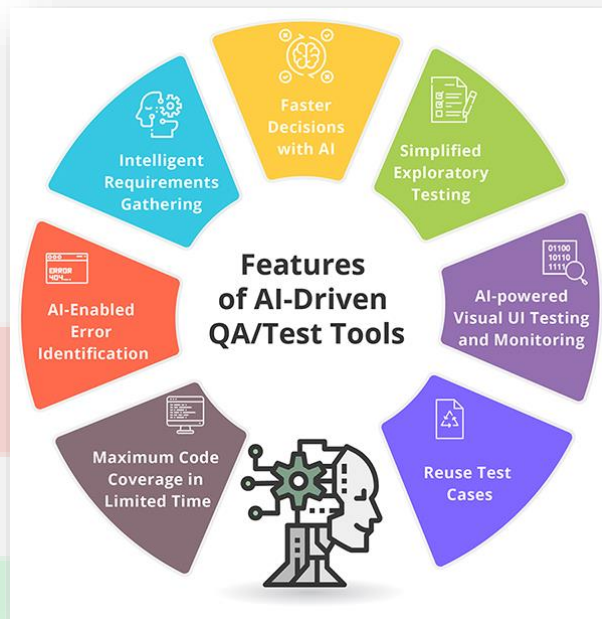 Features
of AI-Driven
QA/Test Tools
Faster
Decisions
with AI
Simplified
Exploratory
Testing
01100
10110
1111
AI-powered
Visual UI Testing
and Monitoring
Reuse Test
Cases
Maximum Code
Coverage in
Limited Time
ERROR
404...
AI-Enabled
Error
Identification
Intelligent
Requirements
Gathering